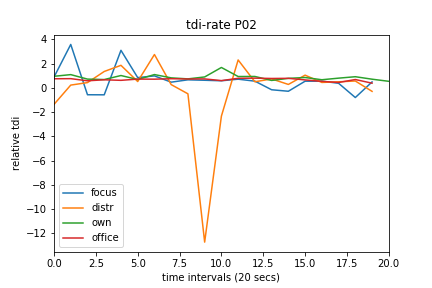 tdi-rate P02
4
2
0
−2
−4
−6
−8
−10
−12
relative tdi
focus
distr
own
office
0.0 2.5 5.0 7.5 10.0 12.5 15.0 17.5 20.0
time intervals (20 secs)